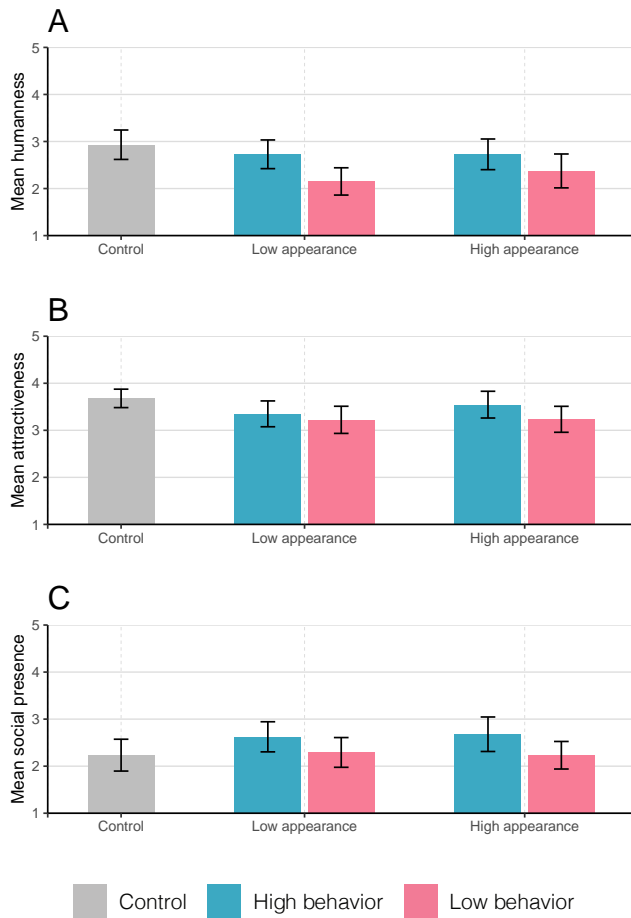 A
5
4
3
2
1
Mean humanness
Control Low appearance High appearance
B
5
4
3
2
1
Mean attractiveness
Control Low appearance High appearance
C
5
4
3
2
1
Mean social presence
Control Low appearance High appearance
Control High behavior Low behavior